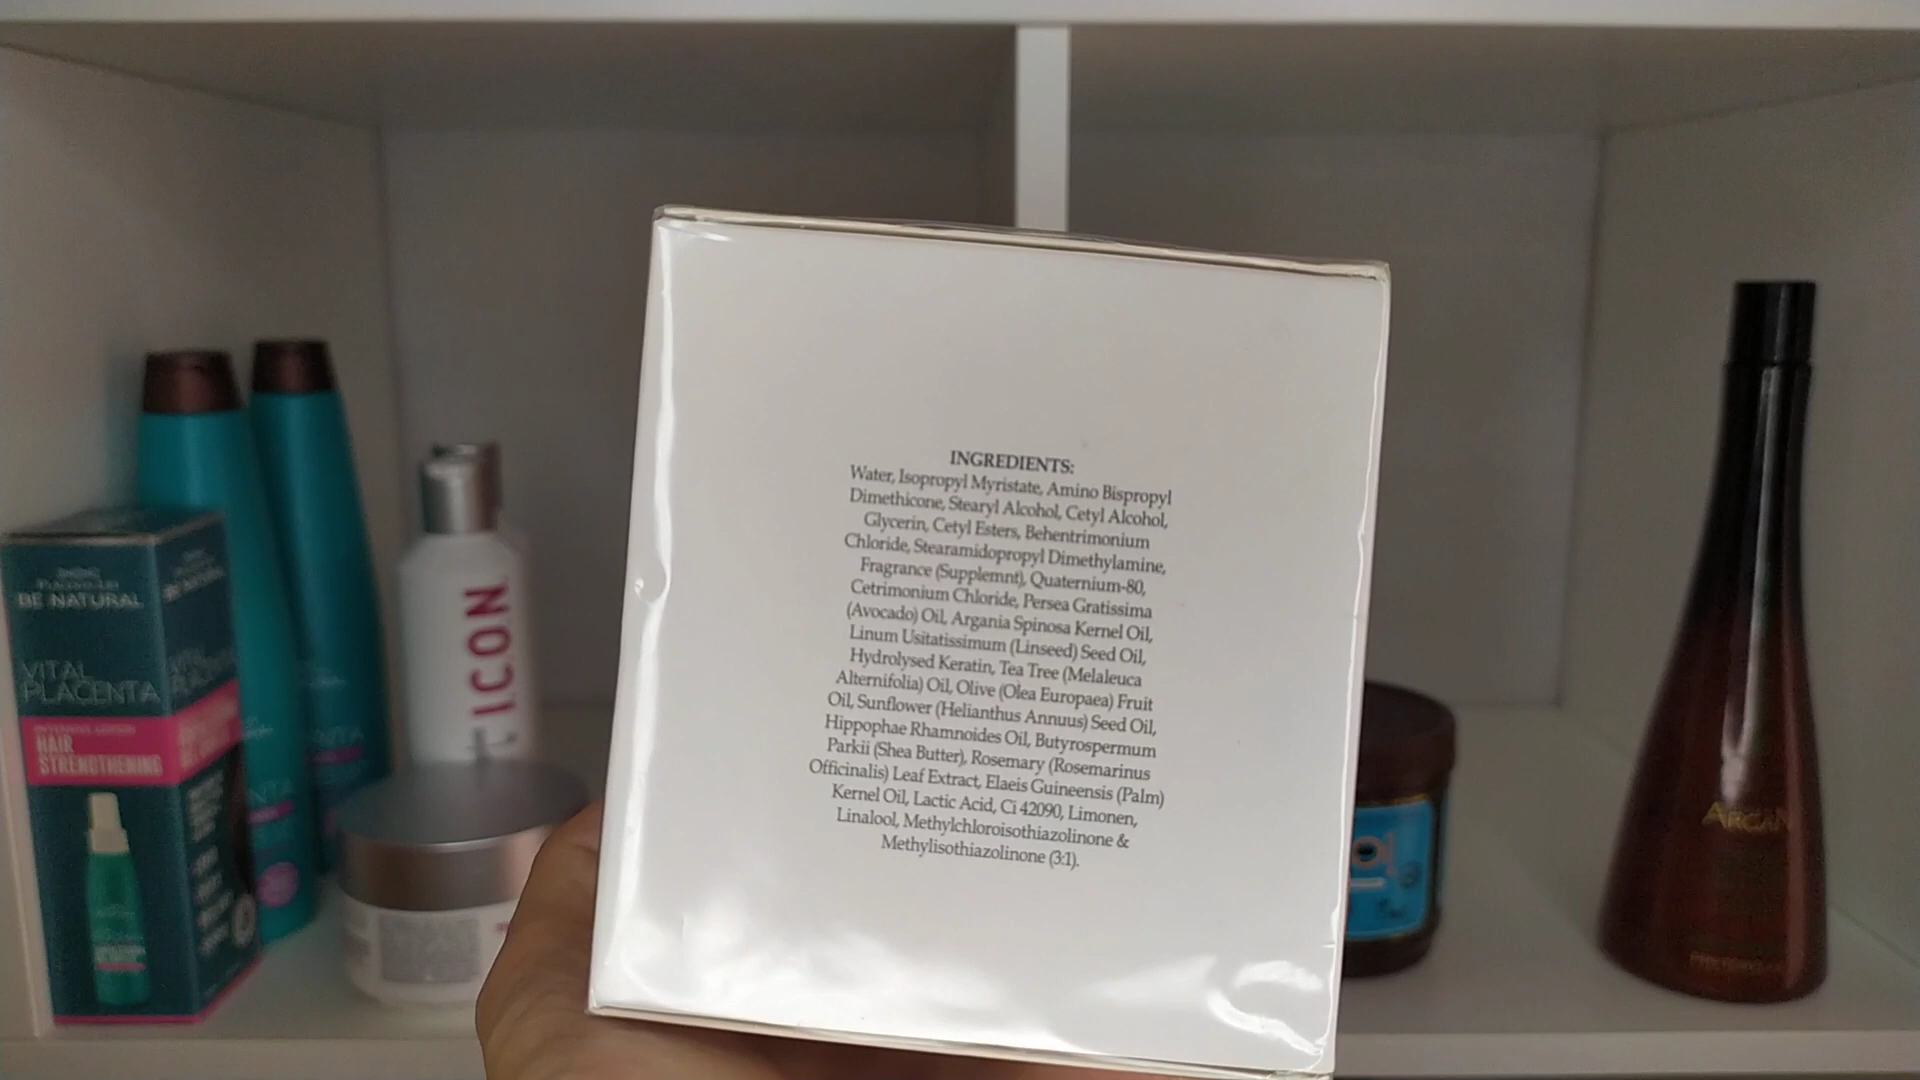 INGREDIENTS:
Water, Isopropyl Myristate, Amino Bispropyl
Dimethicone, Stearyl Alcohol, Cetyl Alcohol,
Glycerin, Cetyl Esters, Behentrimonium
Chloride, Stearamidopropyl Dimethylamine,
Fragrance (Supplemnt), Quaternium-80,
Cetrimonium Chloride, Persea Gratissima
(Avocado) Oil, Argania Spinosa Kernel Oil,
Linum Usitatissimum (Linseed) Seed Oil,
Hydrolysed Keratin, Tea Tree (Melaleuca
Alternifolia) Oil, Olive (Olea Europaea) Fruit
Oil, Sunflower (Helianthus Annuus) Seed Oil,
Hippophae Rhamnoides Oil, Butyrospermum
Parkii (Shea Butter), Rosemary (Rosemarinus
Officinalis) Leaf Extract, Elaeis Guineensis (Palm)
Kernel Oil, Lactic Acid, Ci 42090, Limonen,
Linalool, Methylchloroisothiazolinone &
Methylisothiazolinone (3:1).
BE NATURAL
VITAL
PLACENTA
HAIR
STRENGTHENING
ICON
ARGAN